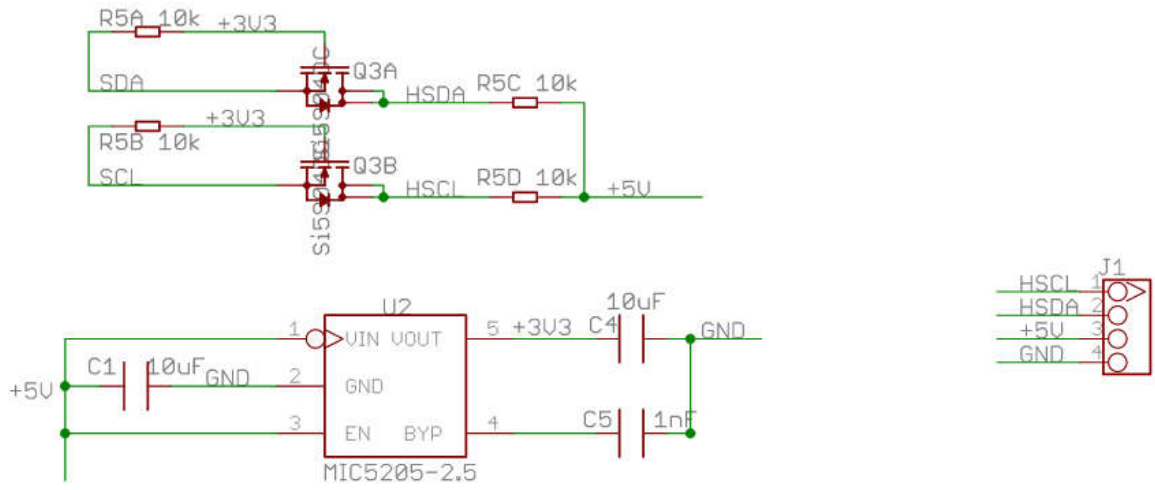 R5A 10k
+3V3
SDA
Q3A
HSDA
R5C 10k
+3V3
R5B 10k
SCL
Q3B
HSCL
R5D 10k
+5V
J1
HSCL 1
HSDA 2
+5V 3
GND 4
U2
10uF
1 VIN VOUT 5
+3V3
C4
GND
C1 10uF
GND
2 GND
+5V
3 EN BYP 4
C5 1nF
MIC5205-2.5